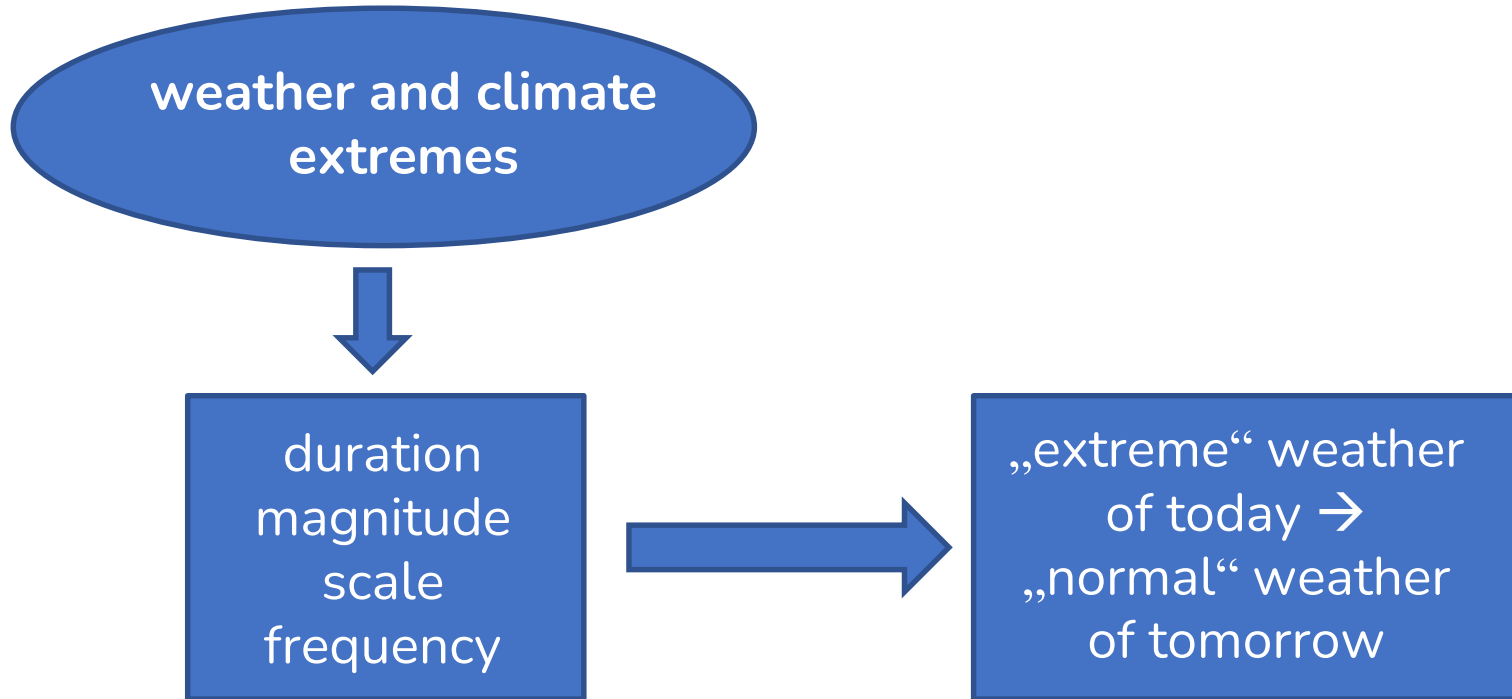 weather and climate
extremes
duration
magnitude
scale
frequency
„extreme“ weather
of today →
„normal“ weather
of tomorrow